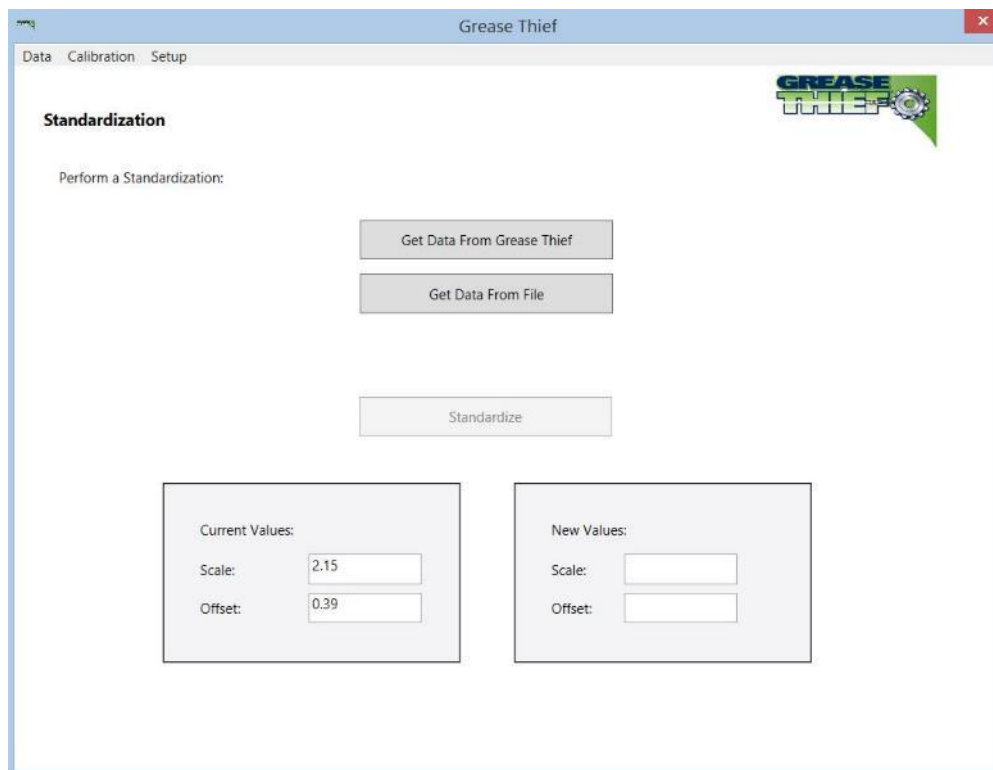 Grease Thief
Data Calibration Setup
GREASE
THIEF
Standardization
Perform a Standardization:
Get Data From Grease Thief
Get Data From File
Standardize
Current Values:
Scale: 2.15
Offset: 0.39
New Values:
Scale:
Offset: